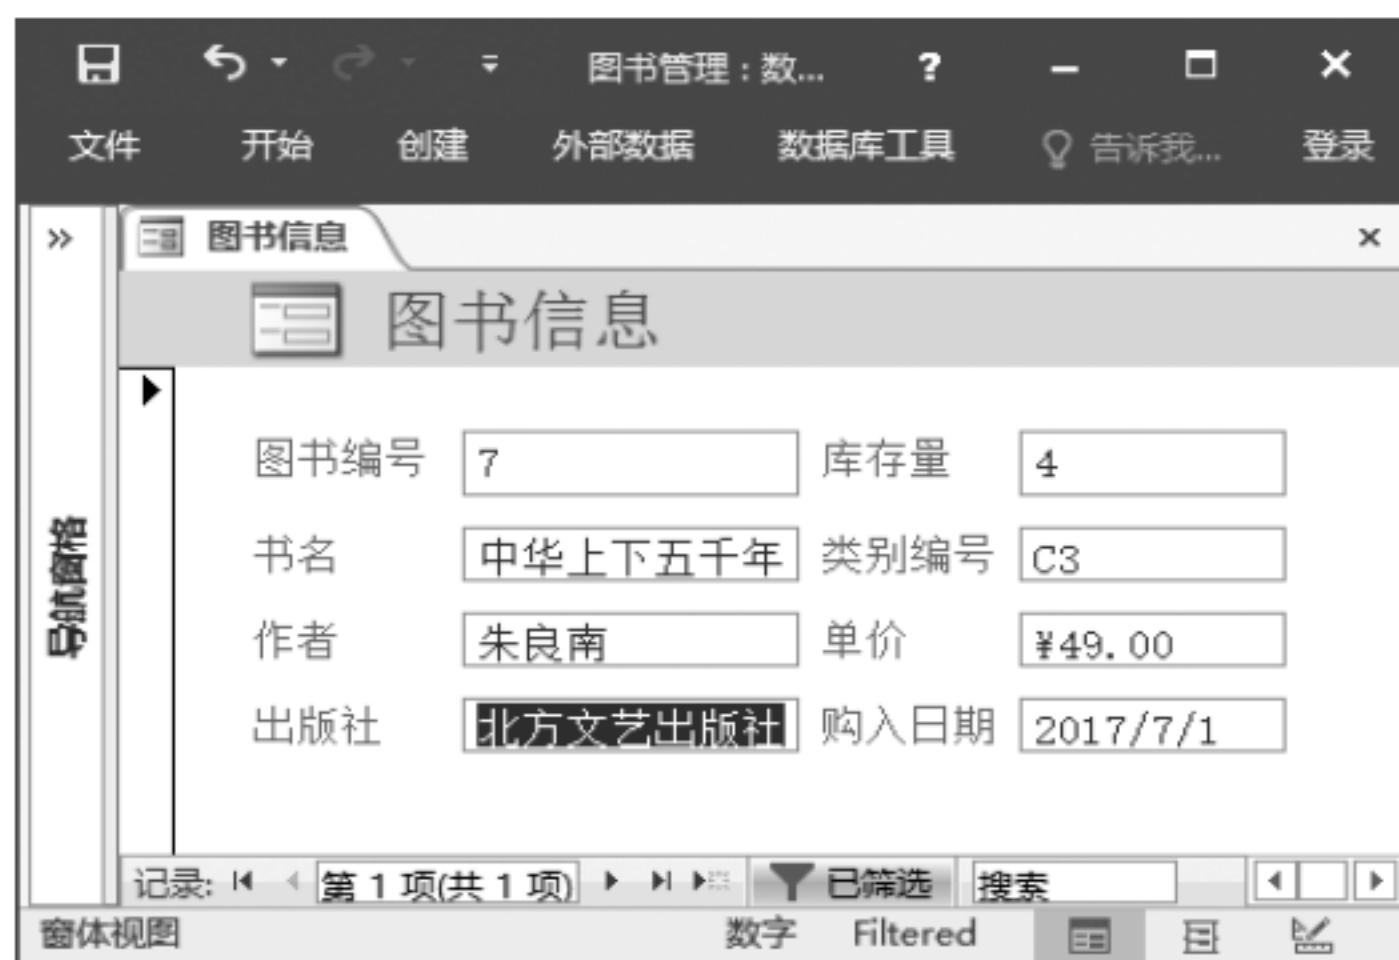 图书管理：数... ?
文件 开始 创建 外部数据 数据库工具 告诉我... 登录
图书信息
图书信息
图书编号 7 库存量 4
书名 中华上下五千年 类别编号 C3
作者 朱良南 单价 ¥49.00
出版社 北方文艺出版社 购入日期 2017/7/1
导航窗格
记录: 第 1 项(共 1 项) 已筛选 搜索
窗体视图 数字 Filtered